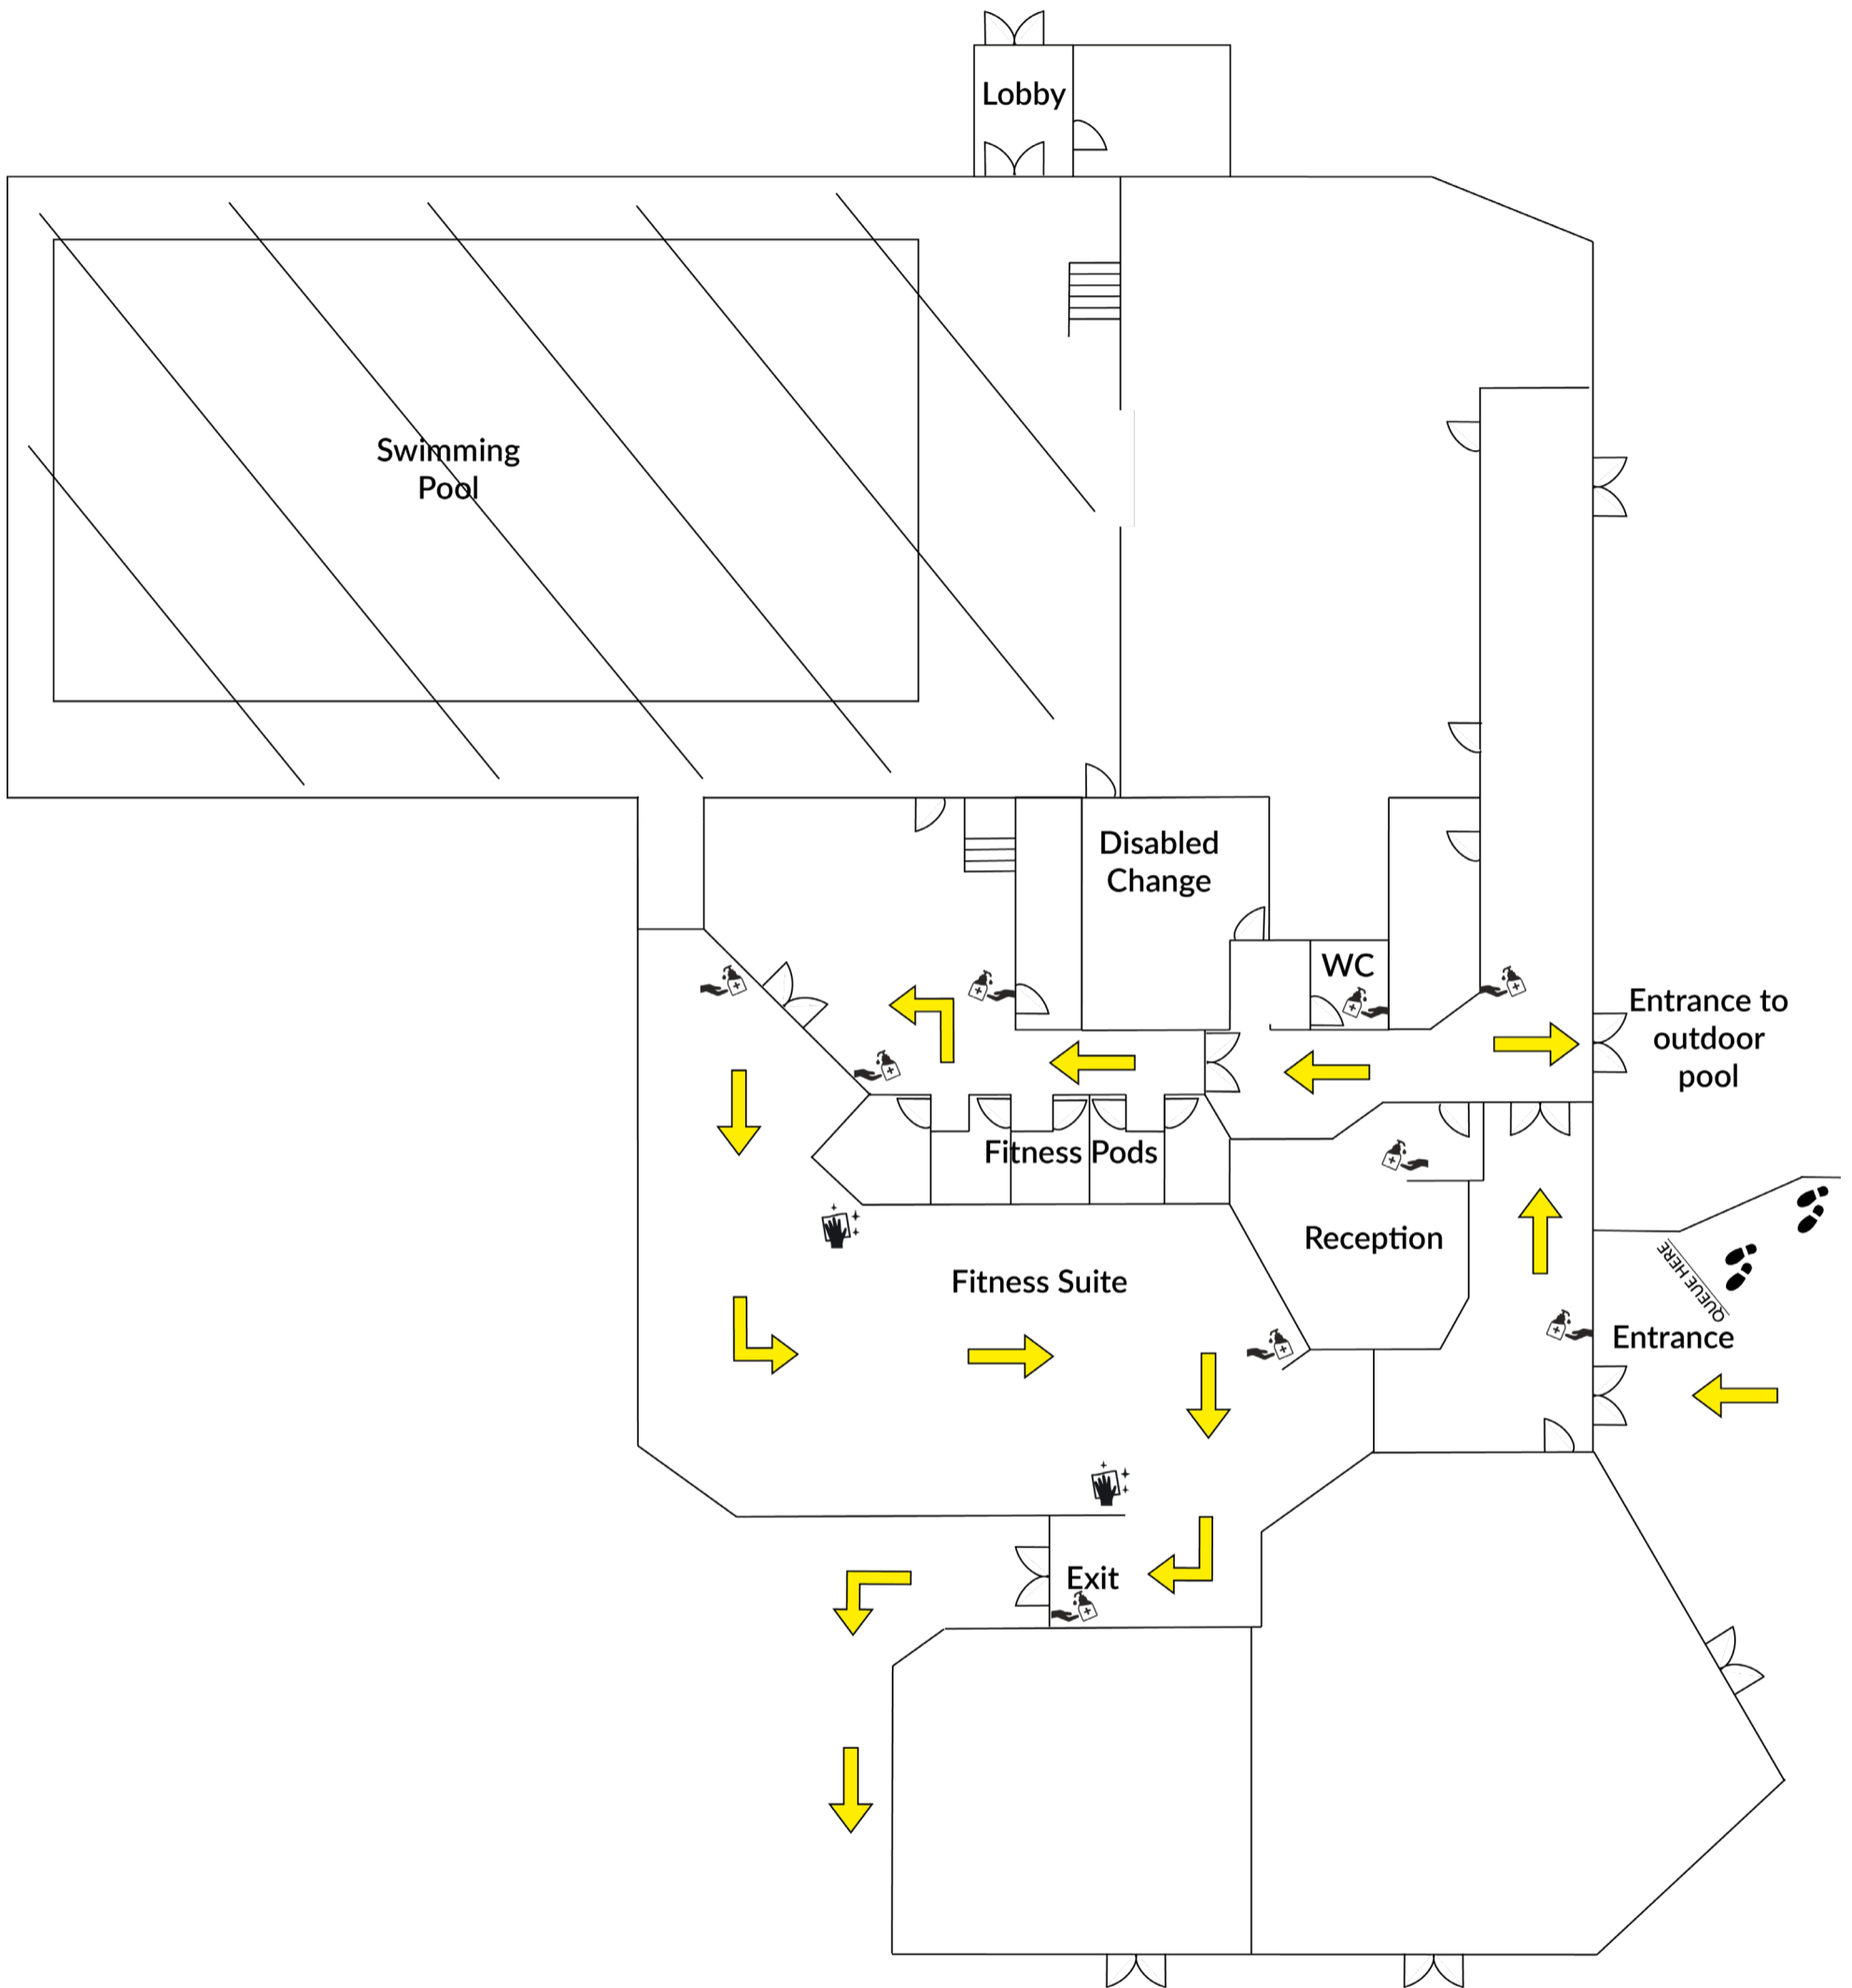 Lobby
Swimming
Pool
Disabled
Change
WC
Entrance to
outdoor
pool
Fitness Pods
Reception
QUEUE HERE
Fitness Suite
Entrance
Exit